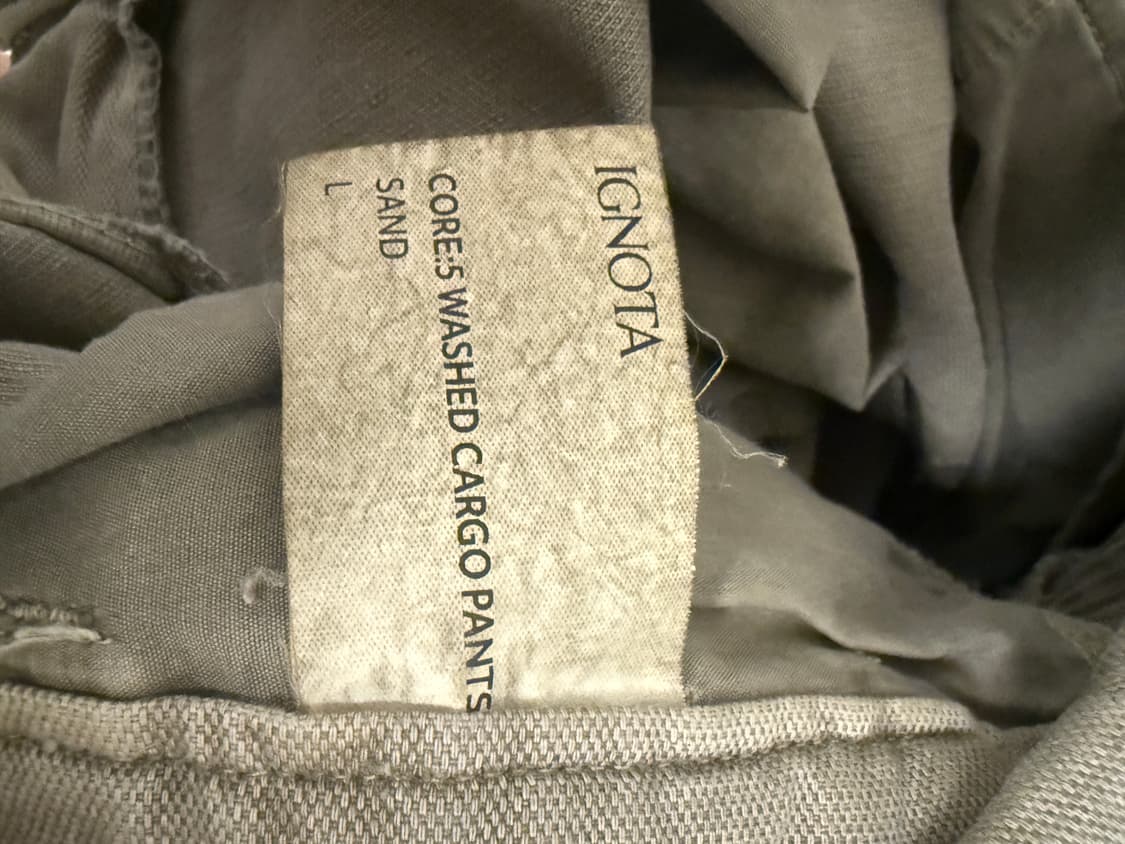 IGNOTA
CORE:5 WASHED CARGO PANTS
SAND
L